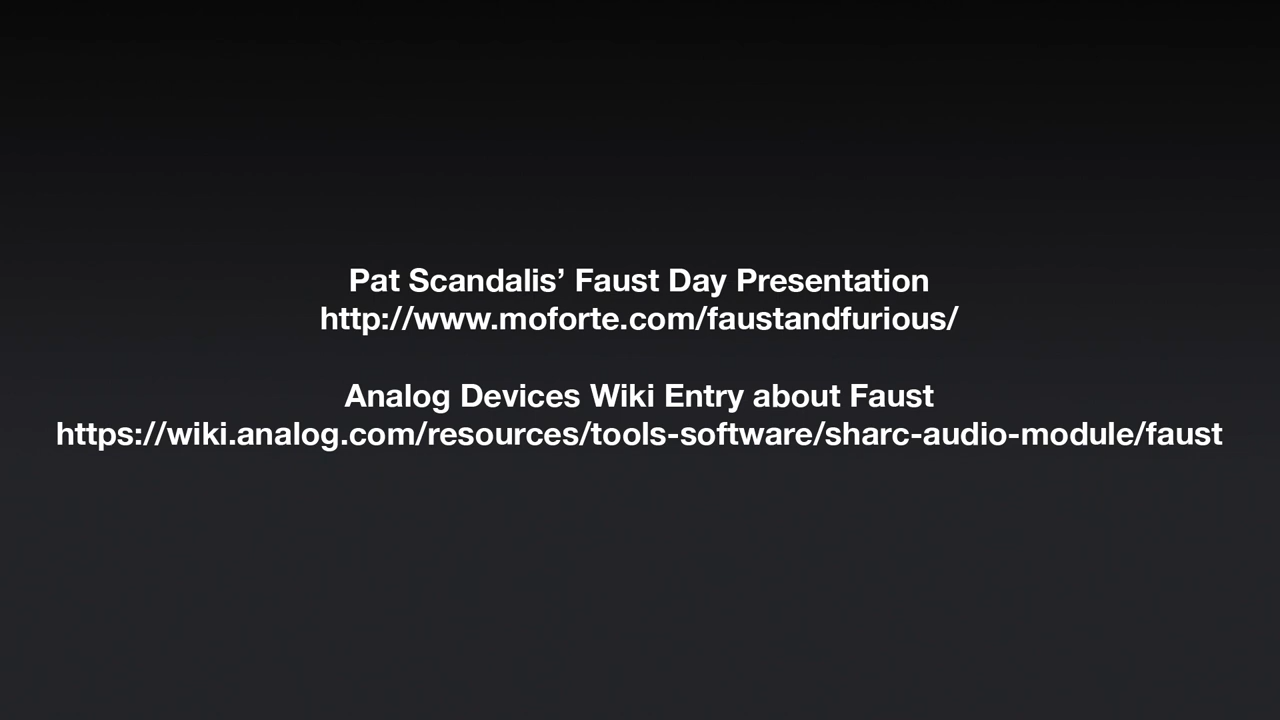 Pat Scandalis’ Faust Day Presentation
http://www.moforte.com/faustandfurious/
Analog Devices Wiki Entry about Faust
https://wiki.analog.com/resources/tools-software/sharc-audio-module/faust